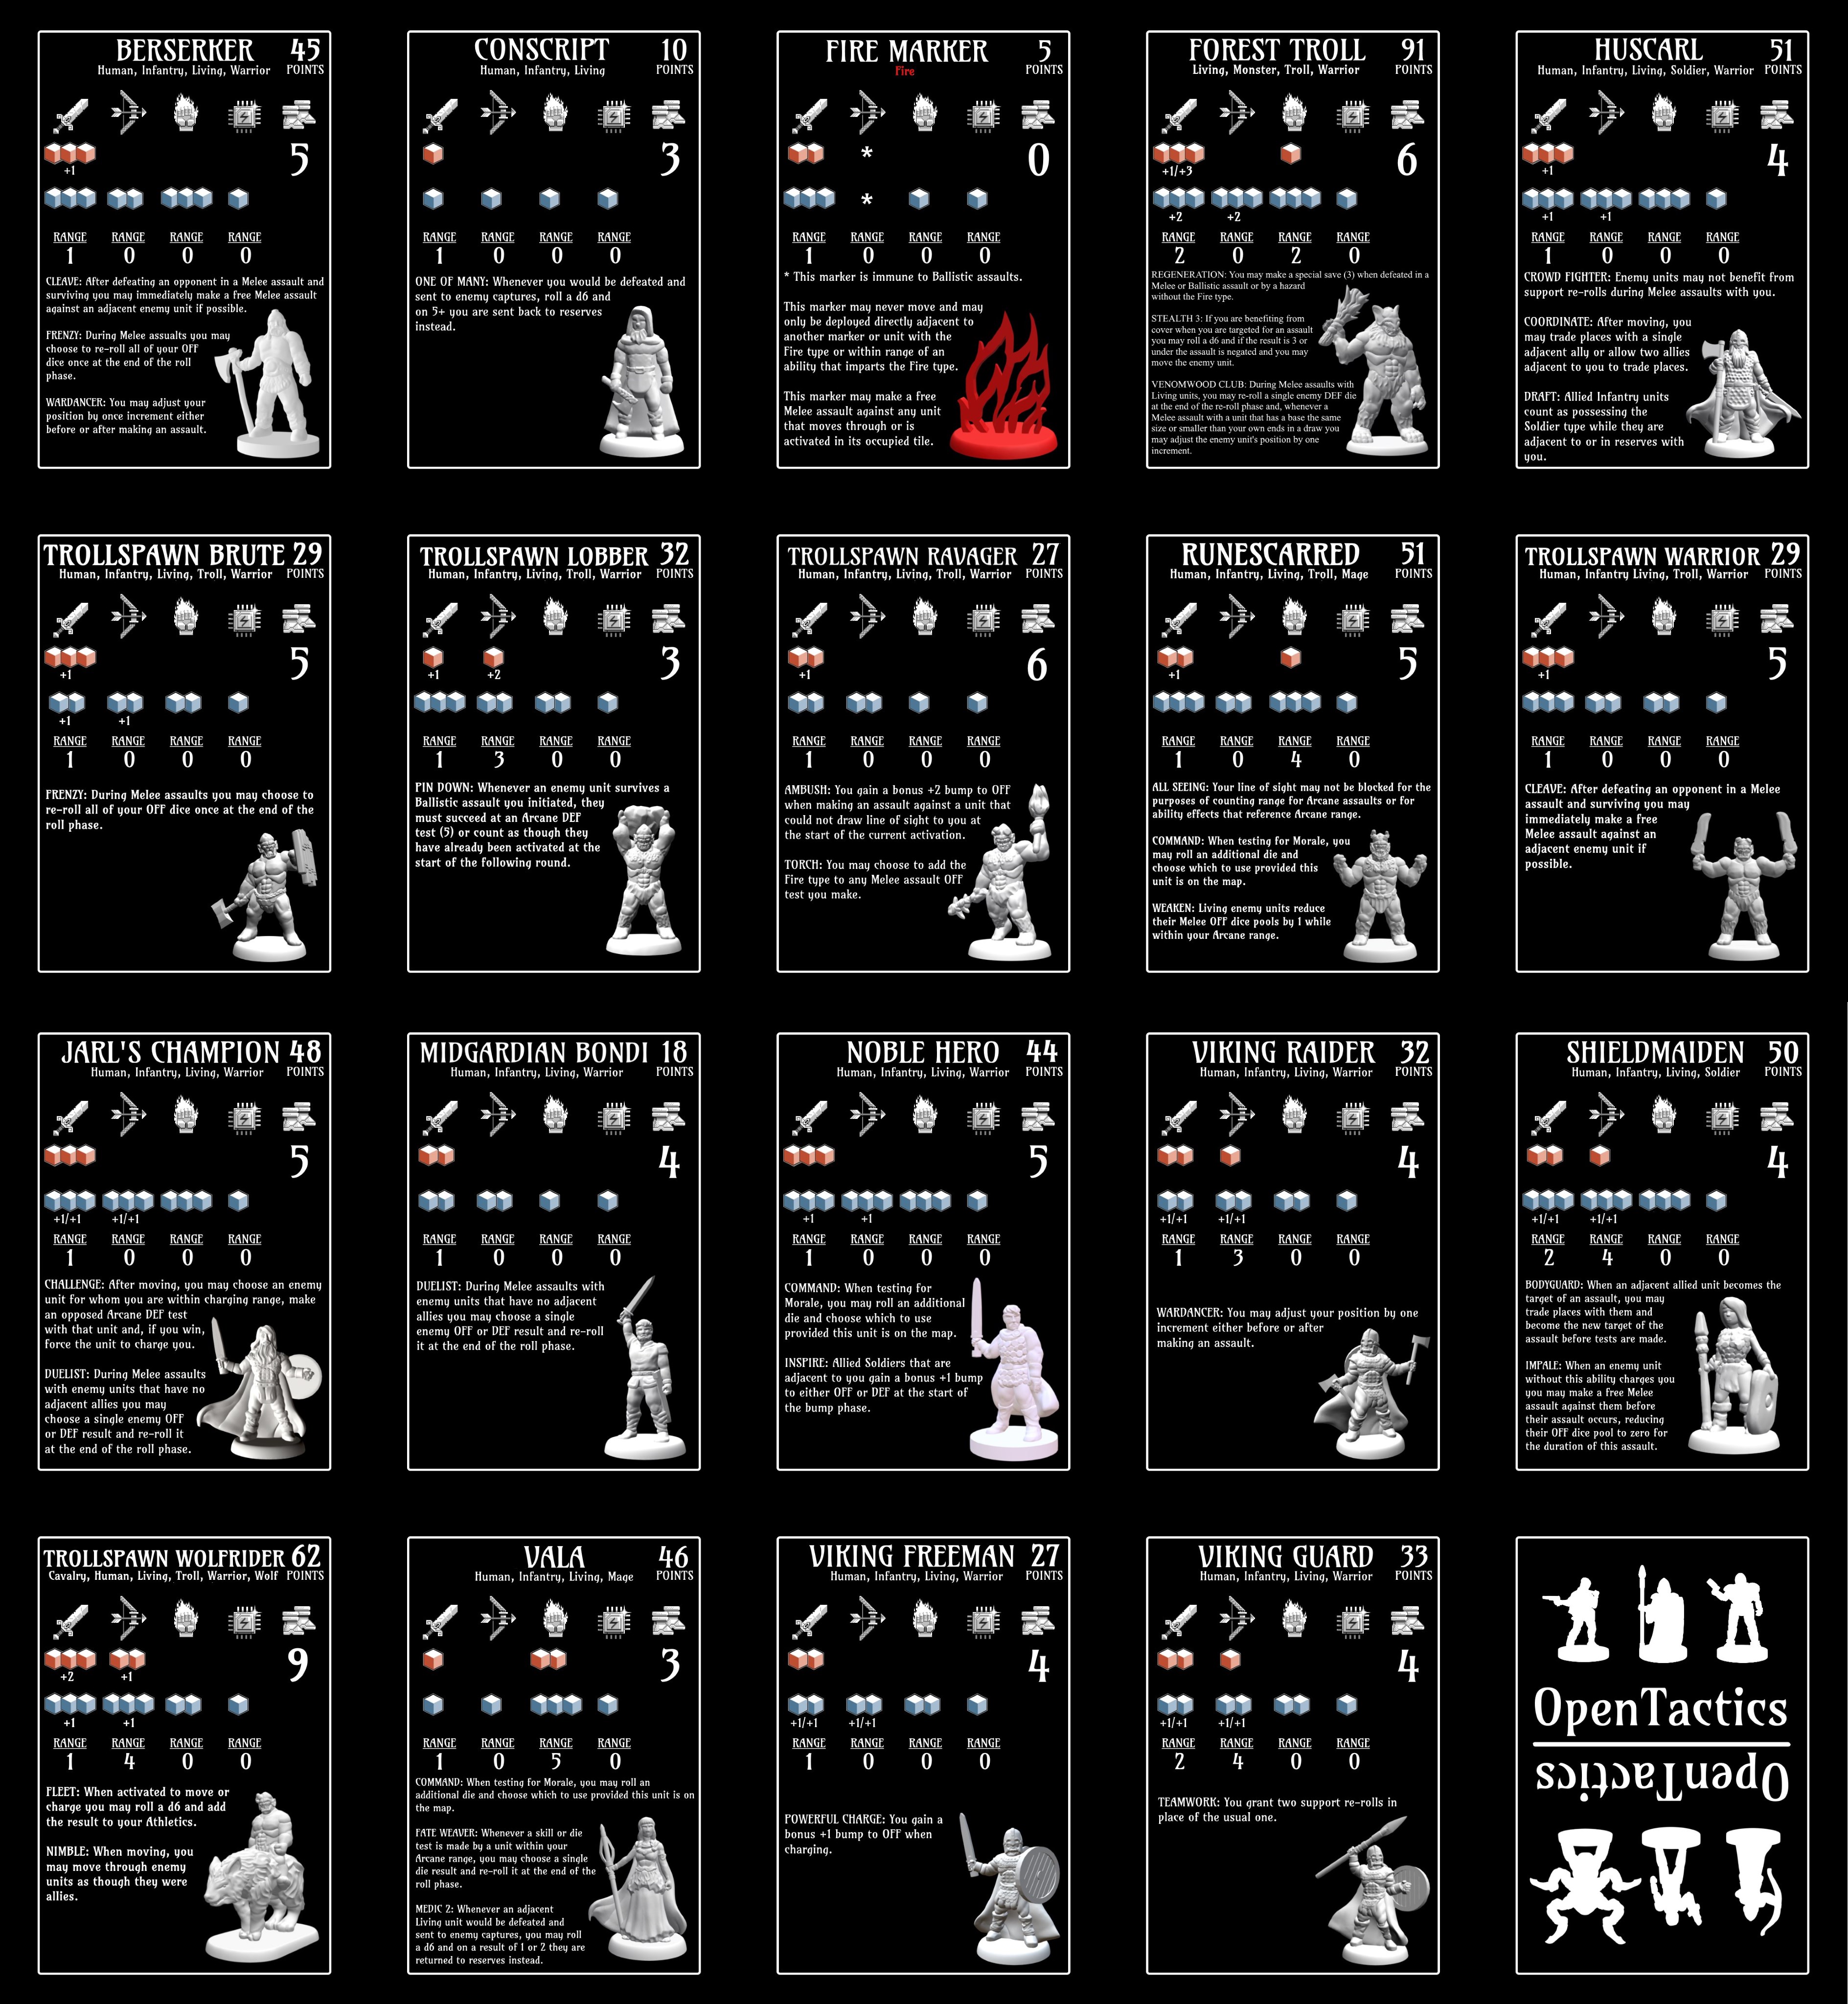 BERSERKER 45
Human, Infantry, Living, Warrior POINTS
5
+1
RANGE RANGE RANGE RANGE
1 0 0 0
CLEAVE: After defeating an opponent in a Melee assault and
surviving you may immediately make a free Melee assault
against an adjacent enemy unit if possible.
FRENZY: During Melee assualts you may
choose to re-roll all of your OFF
dice once at the end of the roll
phase.
WARDANCER: You may adjust your
position by once increment either
before or after making an assault.
CONSCRIPT 10
Human, Infantry, Living POINTS
3
RANGE RANGE RANGE RANGE
1 0 0 0
ONE OF MANY: Whenever you would be defeated and
sent to enemy captures, roll a d6 and
on 5+ you are sent back to reserves
instead.
FIRE MARKER 5
Fire POINTS
* 0
*
RANGE RANGE RANGE RANGE
1 0 0 0
* This marker is immune to Ballistic assaults.
This marker may never move and may
only be deployed directly adjacent to
another marker or unit with the
Fire type or within range of an
ability that imparts the Fire type.
This marker may make a free
Melee assault against any unit
that moves through or is
activated in its occupied tile.
FOREST TROLL 91
Living, Monster, Troll, Warrior POINTS
6
+1/+3
+2 +2
RANGE RANGE RANGE RANGE
2 0 2 0
REGENERATION: You may make a special save (3) when defeated in a
Melee or Ballistic assault or by a hazard
without the Fire type.
STEALTH 3: If you are benefiting from
cover when you are targeted for an assault
you may roll a d6 and if the result is 3 or
under the assault is negated and you may
move the enemy unit.
VENOMWOOD CLUB: During Melee assaults with
Living units, you may re-roll a single enemy DEF die
at the end of the re-roll phase and, whenever a
Melee assault with a unit that has a base the same
size or smaller than your own ends in a draw you
may adjust the enemy unit's position by one
increment.
HUSCARL 51
Human, Infantry, Living, Soldier, Warrior POINTS
4
+1
+1 +1
RANGE RANGE RANGE RANGE
1 0 0 0
CROWD FIGHTER: Enemy units may not benefit from
support re-rolls during Melee assaults with you.
COORDINATE: After moving, you
may trade places with a single
adjacent ally or allow two allies
adjacent to you to trade places.
DRAFT: Allied Infantry units
count as possessing the
Soldier type while they are
adjacent to or in reserves with
you.
TROLLSPAWN BRUTE 29
Human, Infantry, Living, Troll, Warrior POINTS
5
+1
+1 +1
RANGE RANGE RANGE RANGE
1 0 0 0
FRENZY: During Melee assaults you may choose to
re-roll all of your OFF dice once at the end of the
roll phase.
TROLLSPAWN LOBBER 32
Human, Infantry, Living, Troll, Warrior POINTS
3
+1 +2
RANGE RANGE RANGE RANGE
1 3 0 0
PIN DOWN: Whenever an enemy unit survives a
Ballistic assault you initiated, they
must succeed at an Arcane DEF
test (5) or count as though they
have already been activated at the
start of the following round.
TROLLSPAWN RAVAGER 27
Human, Infantry, Living, Troll, Warrior POINTS
6
+1
RANGE RANGE RANGE RANGE
1 0 0 0
AMBUSH: You gain a bonus +2 bump to OFF
when making an assault against a unit that
could not draw line of sight to you at
the start of the current activation.
TORCH: You may choose to add the
Fire type to any Melee assault OFF
test you make.
RUNESCARRED 51
Human, Infantry, Living, Troll, Mage POINTS
5
+1
RANGE RANGE RANGE RANGE
1 0 4 0
ALL SEEING: Your line of sight may not be blocked for the
purposes of counting range for Arcane assaults or for
ability effects that reference Arcane range.
COMMAND: When testing for Morale, you
may roll an additional die and
choose which to use provided this
unit is on the map.
WEAKEN: Living enemy units reduce
their Melee OFF dice pools by 1 while
within your Arcane range.
TROLLSPAWN WARRIOR 29
Human, Infantry Living, Troll, Warrior POINTS
5
+1
RANGE RANGE RANGE RANGE
1 0 0 0
CLEAVE: After defeating an opponent in a Melee
assault and surviving you may
immediately make a free
Melee assault against an
adjacent enemy unit if
possible.
JARL'S CHAMPION 48
Human, Infantry, Living, Warrior POINTS
5
+1/+1 +1/+1
RANGE RANGE RANGE RANGE
1 0 0 0
CHALLENGE: After moving, you may choose an enemy
unit for whom you are within charging range, make
an opposed Arcane DEF test
with that unit and, if you win,
force the unit to charge you.
DUELIST: During Melee assaults
with enemy units that have no
adjacent allies you may
choose a single enemy OFF
or DEF result and re-roll it
at the end of the roll phase.
MIDGARDIAN BONDI 18
Human, Infantry, Living, Warrior POINTS
4
RANGE RANGE RANGE RANGE
1 0 0 0
DUELIST: During Melee assaults with
enemy units that have no adjacent
allies you may choose a single
enemy OFF or DEF result and re-roll
it at the end of the roll phase.
NOBLE HERO 44
Human, Infantry, Living, Warrior POINTS
5
+1 +1
RANGE RANGE RANGE RANGE
1 0 0 0
COMMAND: When testing for
Morale, you may roll an additional
die and choose which to use
provided this unit is on the map.
INSPIRE: Allied Soldiers that are
adjacent to you gain a bonus +1 bump
to either OFF or DEF at the start of
the bump phase.
VIKING RAIDER 32
Human, Infantry, Living, Warrior POINTS
4
+1/+1 +1/+1
RANGE RANGE RANGE RANGE
1 3 0 0
WARDANCER: You may adjust your position by one
increment either before or after
making an assault.
SHIELDMAIDEN 50
Human, Infantry, Living, Soldier POINTS
4
+1/+1 +1/+1
RANGE RANGE RANGE RANGE
2 4 0 0
BODYGUARD: When an adjacent allied unit becomes the
target of an assault, you may
trade places with them and
become the new target of the
assault before tests are made.
IMPALE: When an enemy unit
without this ability charges you
you may make a free Melee
assault against them before
their assault occurs, reducing
their OFF dice pool to zero for
the duration of this assault.
TROLLSPAWN WOLFRIDER 62
Cavalry, Human, Living, Troll, Warrior, Wolf POINTS
9
+2 +1
+1 +1
RANGE RANGE RANGE RANGE
1 4 0 0
FLEET: When activated to move or
charge you may roll a d6 and add
the result to your Athletics.
NIMBLE: When moving, you
may move through enemy
units as though they were
allies.
VALA 46
Human, Infantry, Living, Mage POINTS
3
RANGE RANGE RANGE RANGE
1 0 5 0
COMMAND: When testing for Morale, you may roll an
additional die and choose which to use provided this unit is on
the map.
FATE WEAVER: Whenever a skill or die
test is made by a unit within your
Arcane range, you may choose a single
die result and re-roll it at the end of the
roll phase.
MEDIC 2: Whenever an adjacent
Living unit would be defeated and
sent to enemy captures, you may roll
a d6 and on a result of 1 or 2 they are
returned to reserves instead.
VIKING FREEMAN 27
Human, Infantry, Living, Warrior POINTS
4
+1/+1 +1/+1
RANGE RANGE RANGE RANGE
1 0 0 0
POWERFUL CHARGE: You gain a
bonus +1 bump to OFF when
charging.
VIKING GUARD 33
Human, Infantry, Living, Warrior POINTS
4
+1/+1 +1/+1
RANGE RANGE RANGE RANGE
2 4 0 0
TEAMWORK: You grant two support re-rolls in
place of the usual one.
OpenTactics
OpenTactics